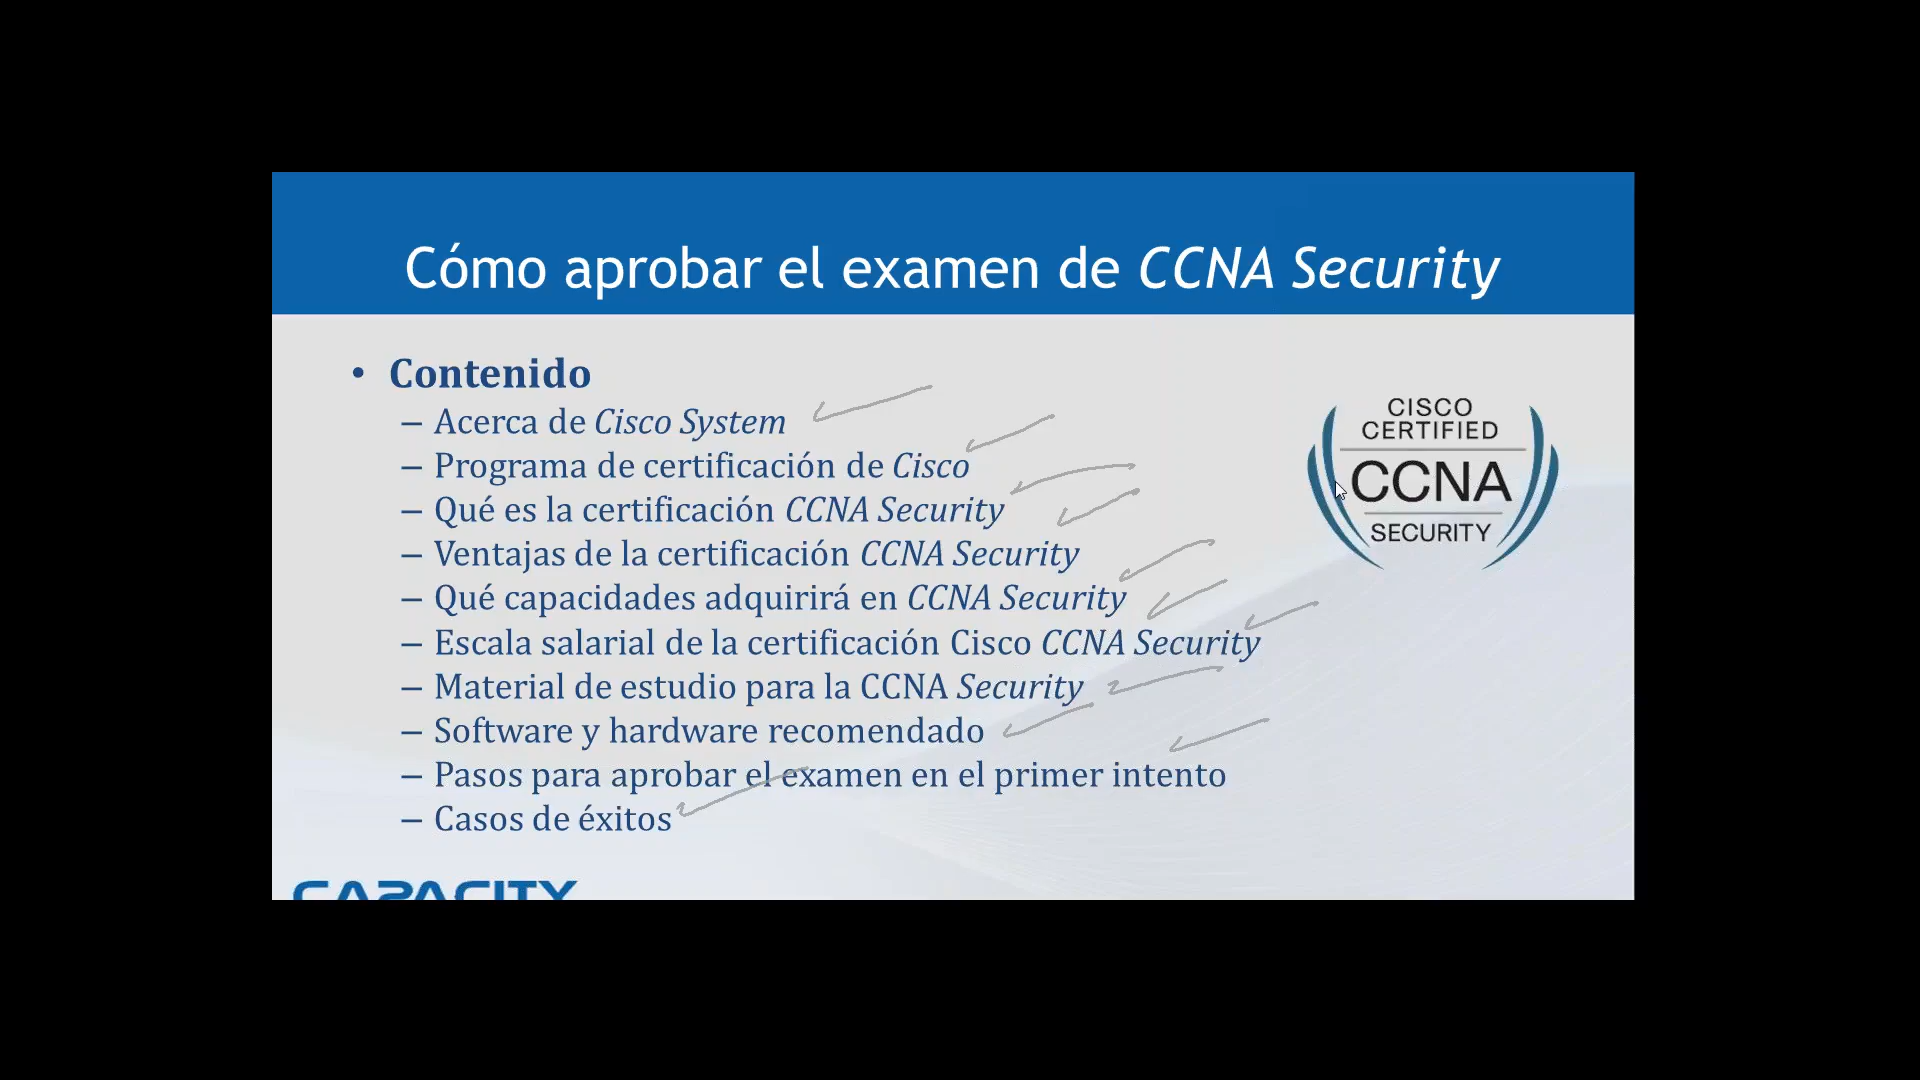 Cómo aprobar el examen de CCNA Security
• Contenido
– Acerca de Cisco System
– Programa de certificación de Cisco
– Qué es la certificación CCNA Security
– Ventajas de la certificación CCNA Security
– Qué capacidades adquirirá en CCNA Security
– Escala salarial de la certificación Cisco CCNA Security
– Material de estudio para la CCNA Security
– Software y hardware recomendado
– Pasos para aprobar el examen en el primer intento
– Casos de éxitos
CISCO
CERTIFIED
CCNA
SECURITY
CAPACITY